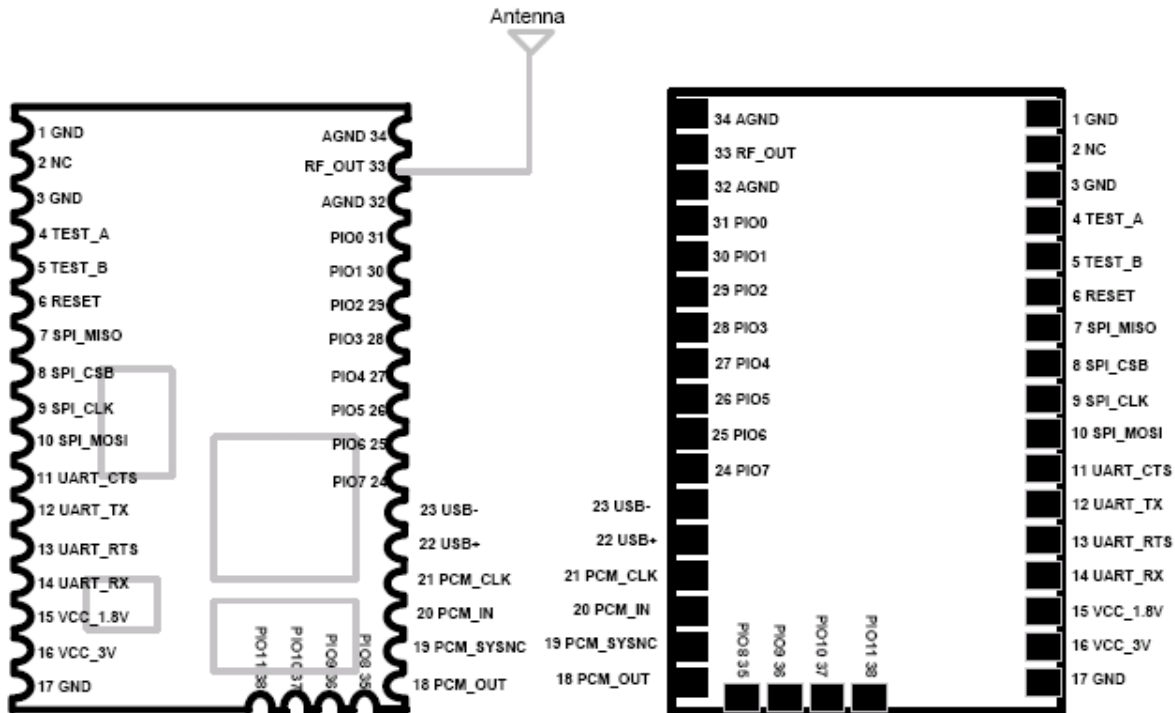 Antenna
1 GND
2 NC
3 GND
4 TEST_A
5 TEST_B
6 RESET
7 SPI_MISO
8 SPI_CSB
9 SPI_CLK
10 SPI_MOSI
11 UART_CTS
12 UART_TX
13 UART_RTS
14 UART_RX
15 VCC_1.8V
16 VCC_3V
17 GND
AGND 34
RF_OUT 33
AGND 32
PIO0 31
PIO1 30
PIO2 29
PIO3 28
PIO4 27
PIO5 26
PIO6 25
PIO7 24
23 USB-
22 USB+
21 PCM_CLK
20 PCM_IN
19 PCM_SYSNC
18 PCM_OUT
PIO11 38
PIO10 37
PIO9 36
PIO8 35
34 AGND
33 RF_OUT
32 AGND
31 PIO0
30 PIO1
29 PIO2
28 PIO3
27 PIO4
26 PIO5
25 PIO6
24 PIO7
23 USB-
22 USB+
21 PCM_CLK
20 PCM_IN
19 PCM_SYSNC
18 PCM_OUT
PIO8 35
PIO9 36
PIO10 37
PIO11 38
1 GND
2 NC
3 GND
4 TEST_A
5 TEST_B
6 RESET
7 SPI_MISO
8 SPI_CSB
9 SPI_CLK
10 SPI_MOSI
11 UART_CTS
12 UART_TX
13 UART_RTS
14 UART_RX
15 VCC_1.8V
16 VCC_3V
17 GND